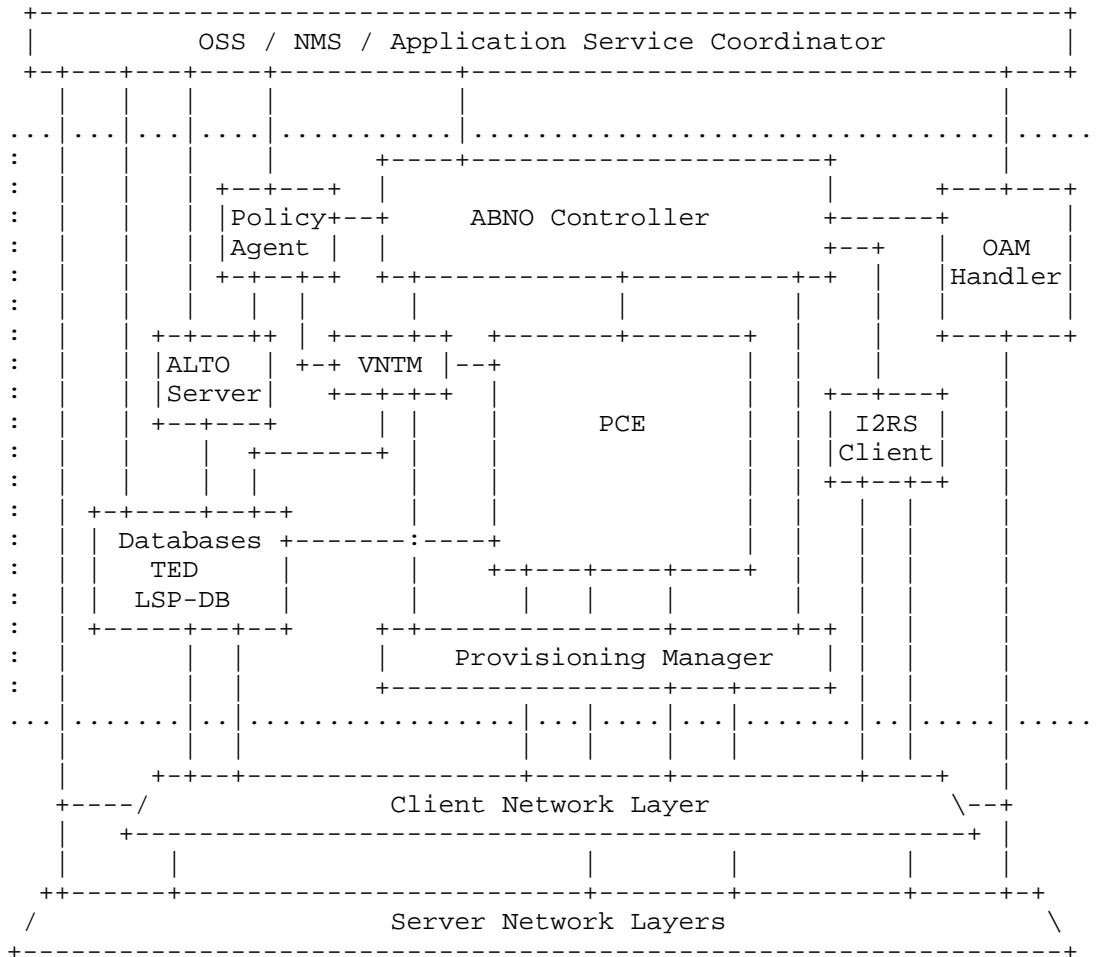 OSS / NMS / Application Service Coordinator
Policy ABNO Controller
Agent OAM
Handler
ALTO VNTM
Server
PCE I2RS
Client
Databases
TED
LSP-DB
Provisioning Manager
Client Network Layer
Server Network Layers